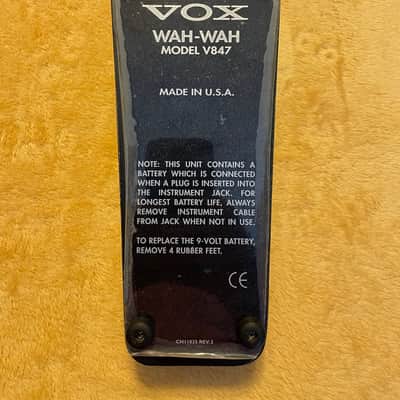 VOX
WAH-WAH
MODEL V847
MADE IN U.S.A.
NOTE: THIS UNIT CONTAINS A
BATTERY WHICH IS CONNECTED
WHEN A PLUG IS INSERTED INTO
THE INSTRUMENT JACK. FOR
LONGEST BATTERY LIFE, ALWAYS
REMOVE INSTRUMENT CABLE
FROM JACK WHEN NOT IN USE.
TO REPLACE THE 9-VOLT BATTERY,
REMOVE 4 RUBBER FEET.
CE